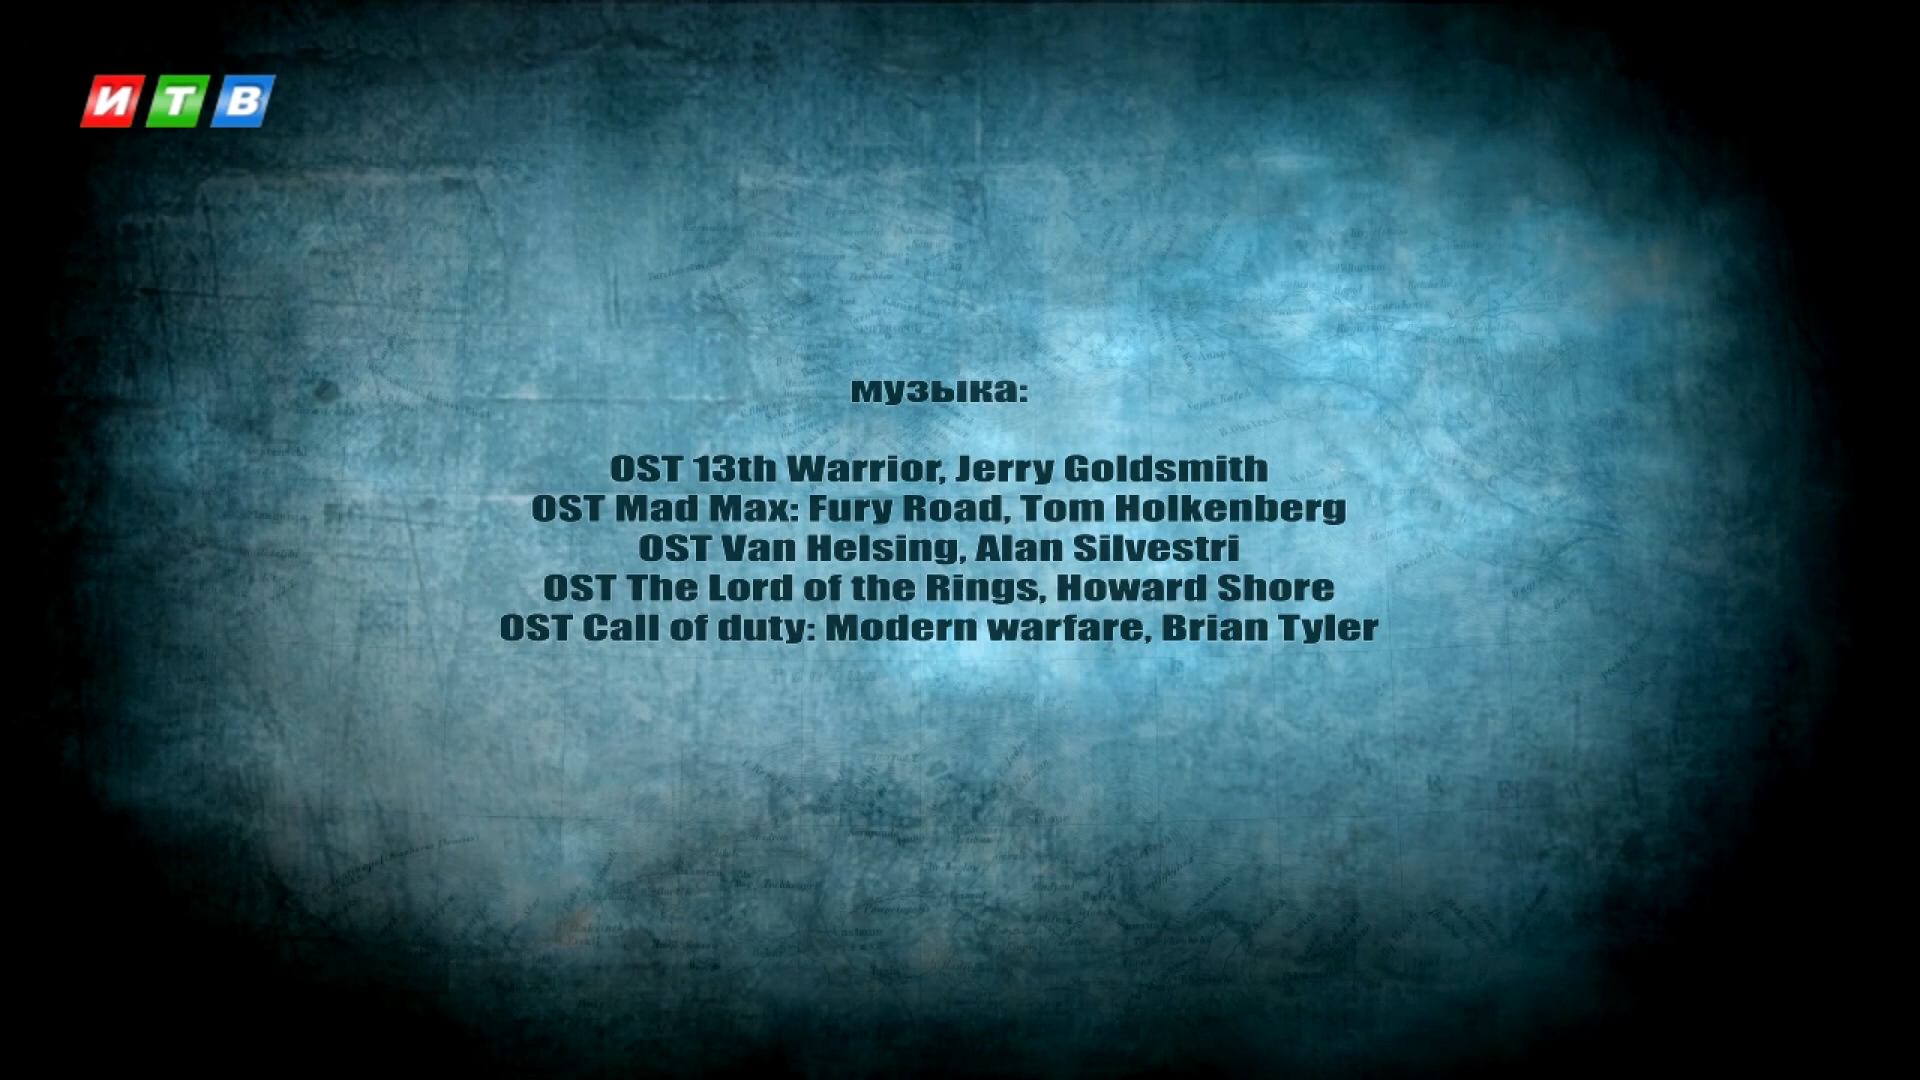 ИТВ
музыка:
OST 13th Warrior, Jerry Goldsmith
OST Mad Max: Fury Road, Tom Holkenberg
OST Van Helsing, Alan Silvestri
OST The Lord of the Rings, Howard Shore
OST Call of duty: Modern warfare, Brian Tyler